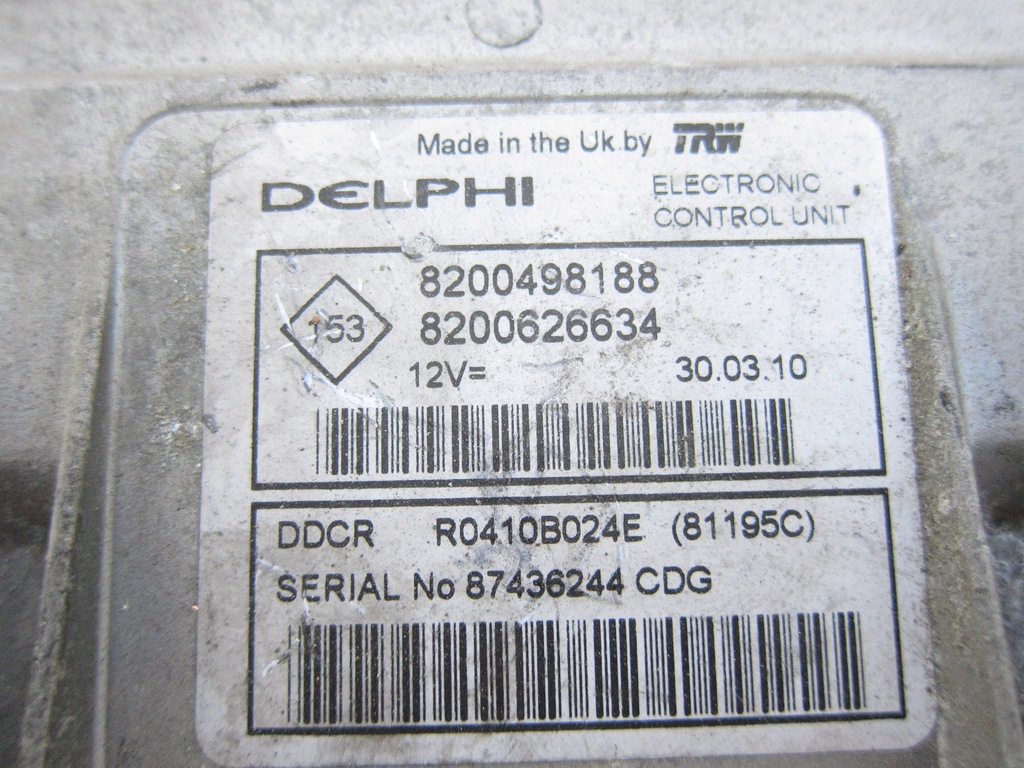 Made in the Uk by TRW
DELPHI
ELECTRONIC
CONTROL UNIT
8200498188
153
8200626634
12V= 30.03.10
DDCR R0410B024E (81195C)
SERIAL No 87436244 CDG